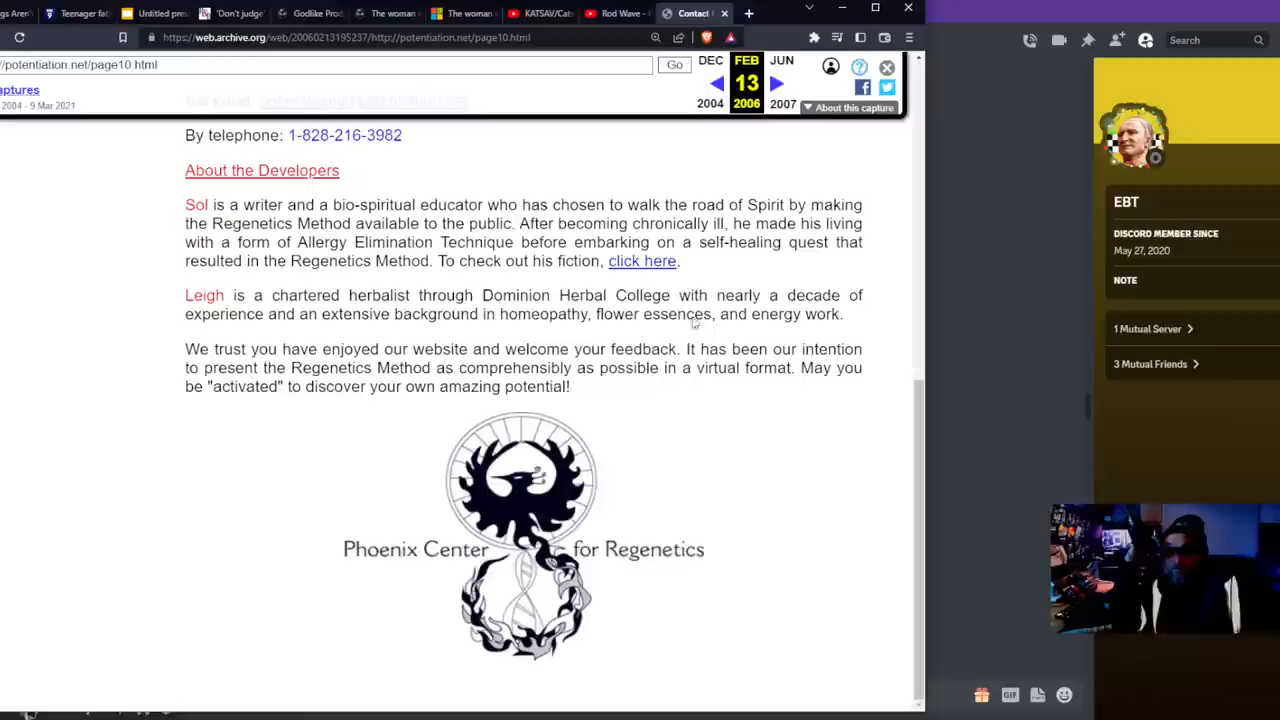 gs Aren'
Teenager fat
Untitled pres
'Don't judge'
Godlike Prod
The woman
The woman
KATSAV/Cats
Rod Wave -
Contact
https://web.archive.org/web/20060213195237/http://potentiation.net/page10.html
//potentiation.net/page10.html
Go
DEC
FEB
JUN
13
2004
2006
2007
aptures
2004 - 9 Mar 2021
About this capture
By telephone: 1-828-216-3982
About the Developers
Sol is a writer and a bio-spiritual educator who has chosen to walk the road of Spirit by making
the Regenetics Method available to the public. After becoming chronically ill, he made his living
with a form of Allergy Elimination Technique before embarking on a self-healing quest that
resulted in the Regenetics Method. To check out his fiction, click here.
Leigh is a chartered herbalist through Dominion Herbal College with nearly a decade of
experience and an extensive background in homeopathy, flower essences, and energy work.
We trust you have enjoyed our website and welcome your feedback. It has been our intention
to present the Regenetics Method as comprehensibly as possible in a virtual format. May you
be "activated" to discover your own amazing potential!
Phoenix Center for Regenetics
Search
EBT
DISCORD MEMBER SINCE
May 27, 2020
NOTE
1 Mutual Server
3 Mutual Friends
GIF